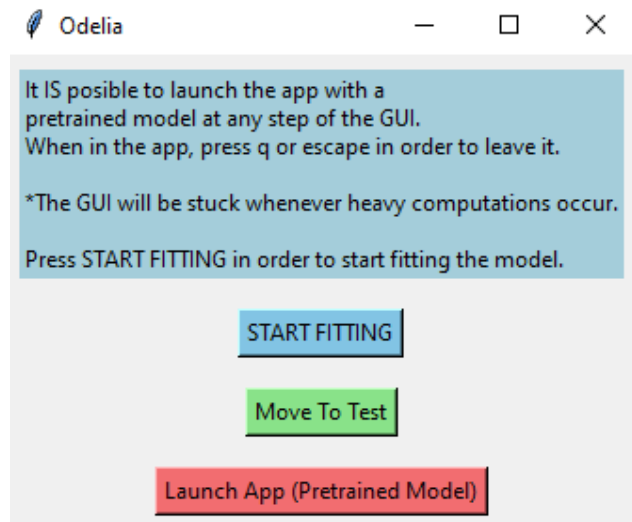 Odelia
It IS posible to launch the app with a
pretrained model at any step of the GUI.
When in the app, press q or escape in order to leave it.
*The GUI will be stuck whenever heavy computations occur.
Press START FITTING in order to start fitting the model.
START FITTING
Move To Test
Launch App (Pretrained Model)